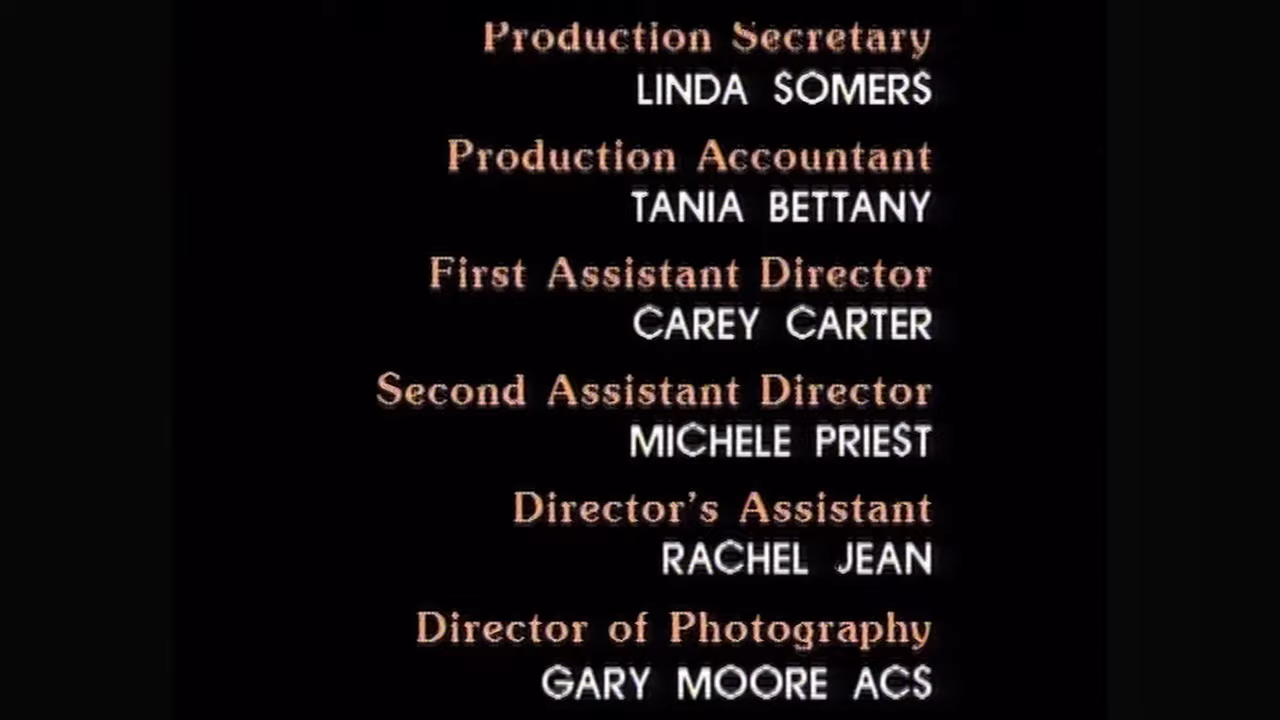 Production Secretary
LINDA SOMERS
Production Accountant
TANIA BETTANY
First Assistant Director
CAREY CARTER
Second Assistant Director
MICHELE PRIEST
Director's Assistant
RACHEL JEAN
Director of Photography
GARY MOORE ACS